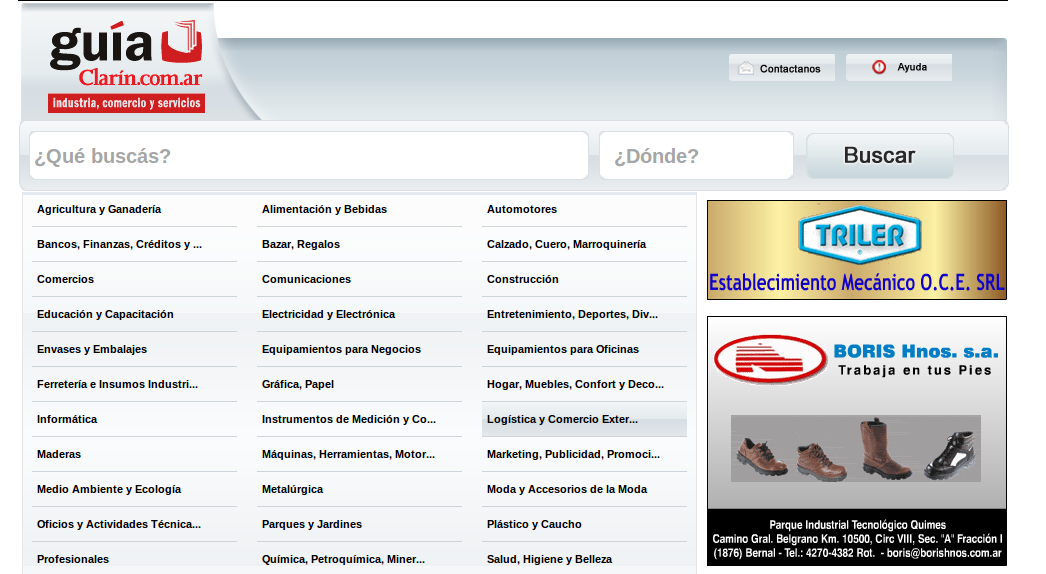 guía
Clarín.com.ar
industria, comercio y servicios
Contactanos
Ayuda
¿Qué buscás?
¿Dónde?
Buscar
Agricultura y Ganadería
Alimentación y Bebidas
Automotores
Bancos, Finanzas, Créditos y ...
Bazar, Regalos
Calzado, Cuero, Marroquinería
Comercios
Comunicaciones
Construcción
Educación y Capacitación
Electricidad y Electrónica
Entretenimiento, Deportes, Div...
Envases y Embalajes
Equipamientos para Negocios
Equipamientos para Oficinas
Ferretería e Insumos Industri...
Gráfica, Papel
Hogar, Muebles, Confort y Deco...
Informática
Instrumentos de Medición y Co...
Logística y Comercio Exter...
Maderas
Máquinas, Herramientas, Motor...
Marketing, Publicidad, Promoci...
Medio Ambiente y Ecología
Metalúrgica
Moda y Accesorios de la Moda
Oficios y Actividades Técnica...
Parques y Jardines
Plástico y Caucho
Profesionales
Química, Petroquímica, Miner...
Salud, Higiene y Belleza
TRILER
Establecimiento Mecánico O.C.E. SRL
BORIS Hnos. s.a.
Trabaja en tus Pies
Parque Industrial Tecnológico Quimes
Camino Gral. Belgrano Km. 10500, Circ VIII, Sec. "A" Fracción I
(1876) Bernal - Tel.: 4270-4382 Rot. - boris@borishnos.com.ar